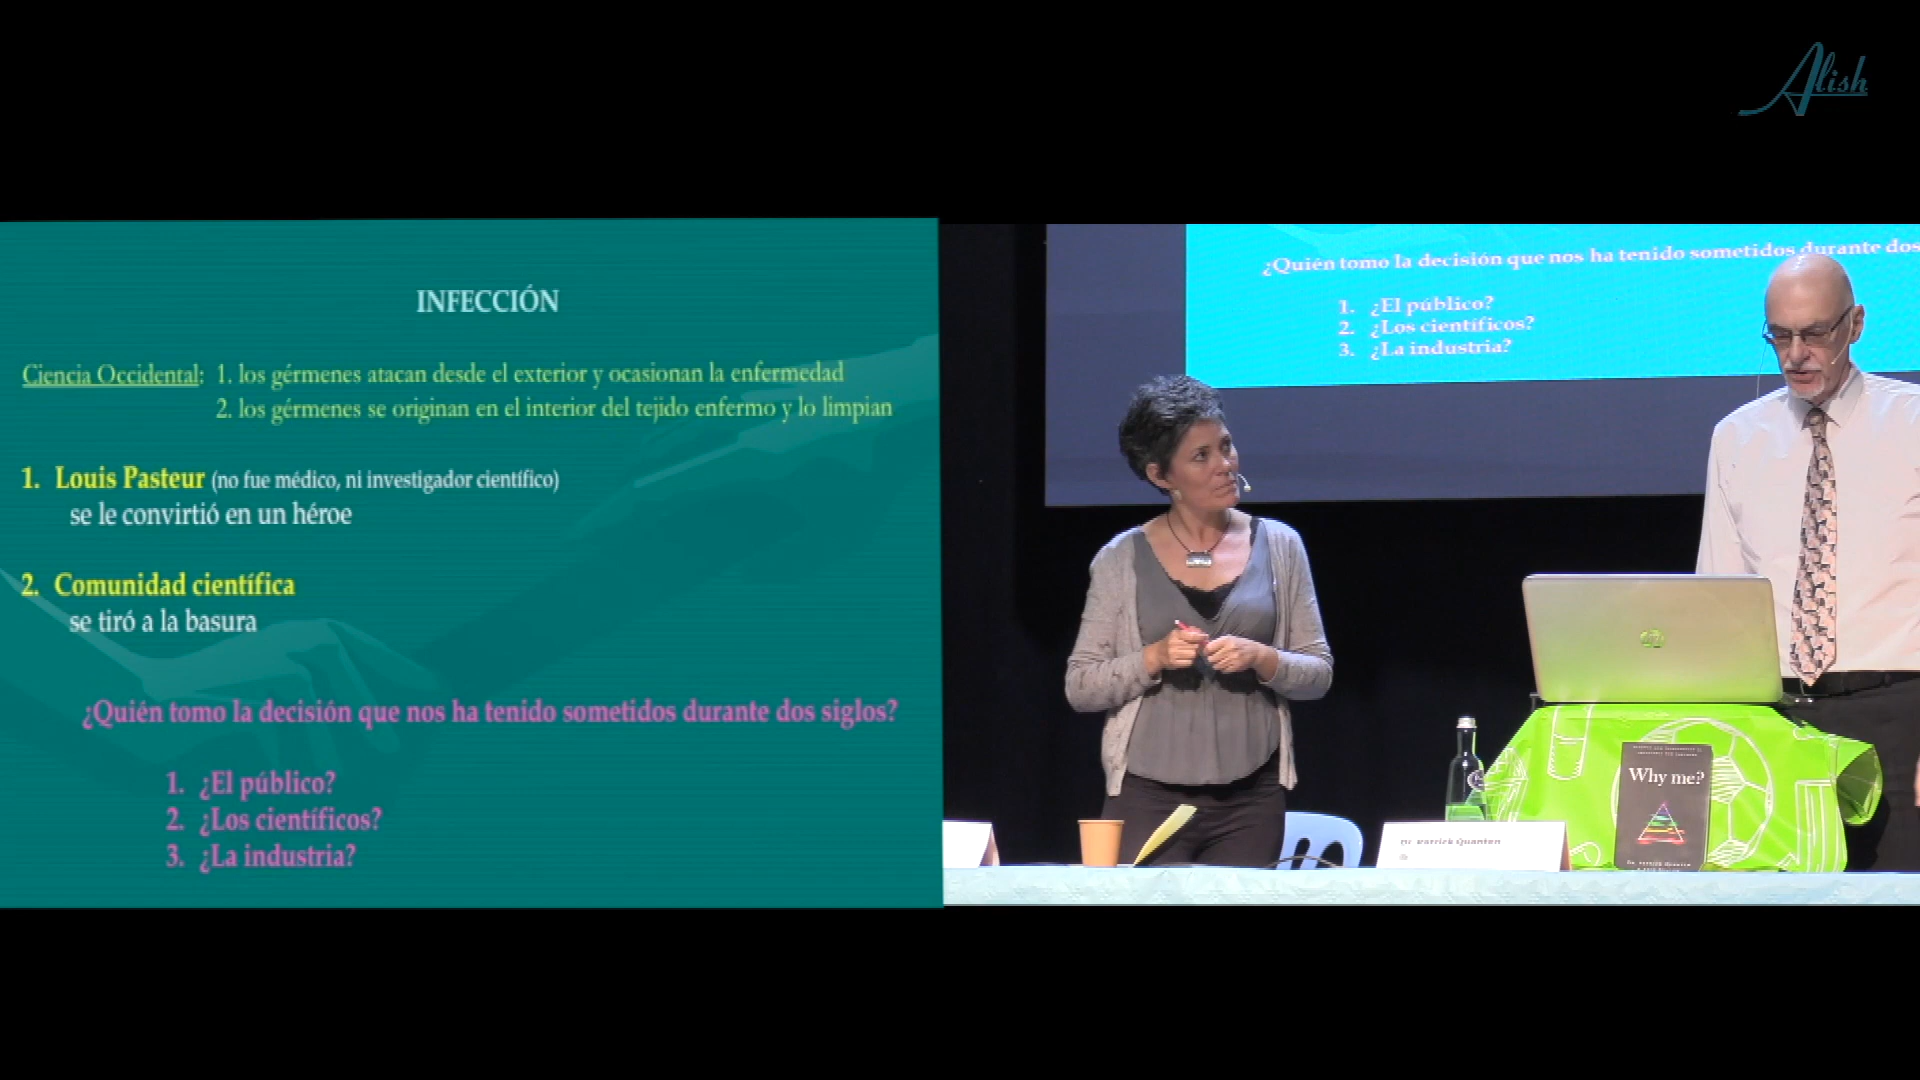 Alish
INFECCIÓN
Ciencia Occidental: 1. los gérmenes atacan desde el exterior y ocasionan la enfermedad
2. los gérmenes se originan en el interior del tejido enfermo y lo limpian
1. Louis Pasteur (no fue médico, ni investigador científico)
se le convirtió en un héroe
2. Comunidad científica
se tiró a la basura
¿Quién tomo la decisión que nos ha tenido sometidos durante dos siglos?
1. ¿El público?
2. ¿Los científicos?
3. ¿La industria?
¿Quién tomo la decisión que nos ha tenido sometidos durante dos
1. ¿El público?
2. ¿Los científicos?
3. ¿La industria?
hp
Dr. Patrick Quanten
Why me?